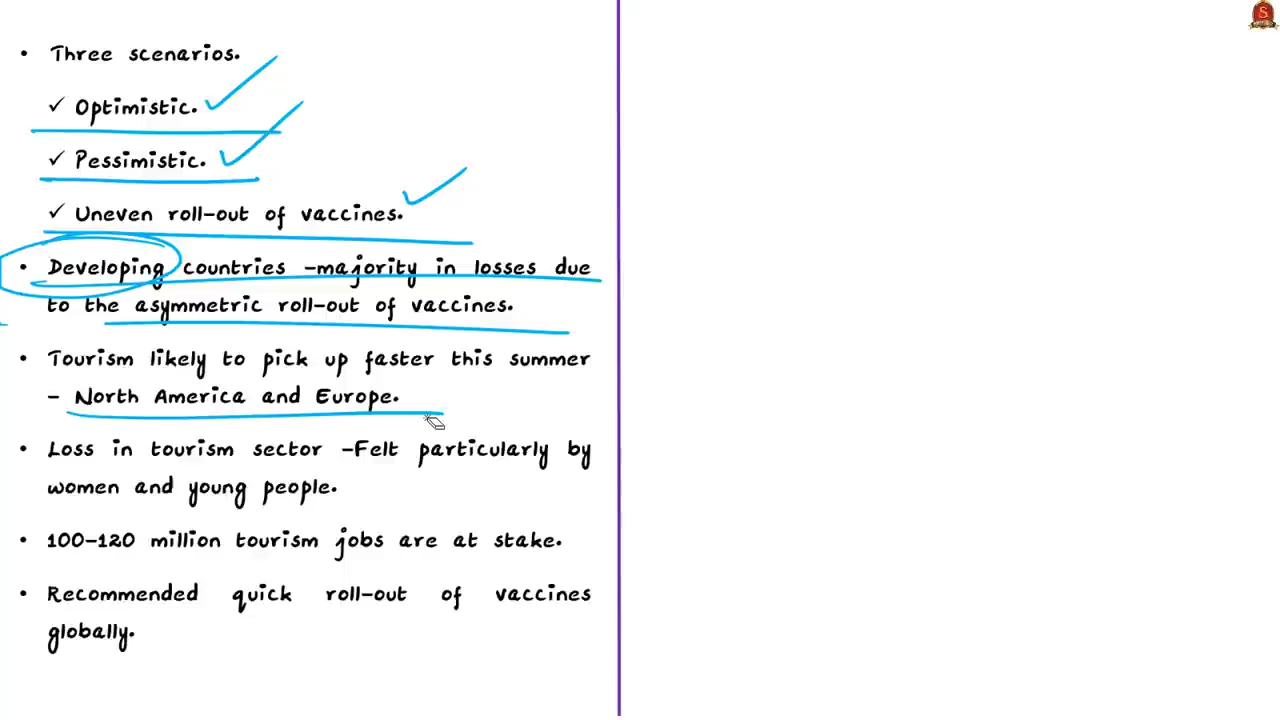 • Three scenarios.
✓ Optimistic.
✓ Pessimistic.
✓ Uneven roll-out of vaccines.
• Developing countries -majority in losses due
to the asymmetric roll-out of vaccines.
• Tourism likely to pick up faster this summer
- North America and Europe.
• Loss in tourism sector -Felt particularly by
women and young people.
• 100-120 million tourism jobs are at stake.
• Recommended quick roll-out of vaccines
globally.
S